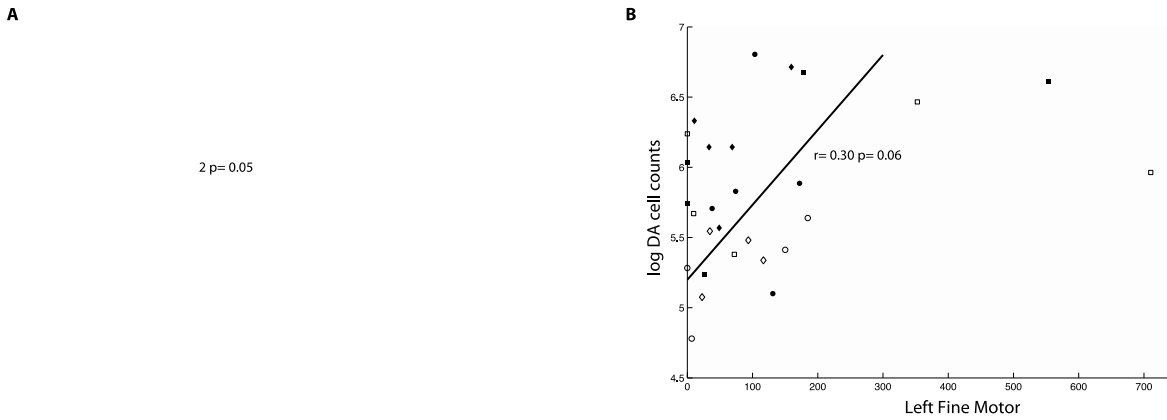 A
2 p= 0.05
B
log DA cell counts
7
6.5
6
5.5
5
4.5
r= 0.30 p= 0.06
0 100 200 300 400 500 600 700
Left Fine Motor